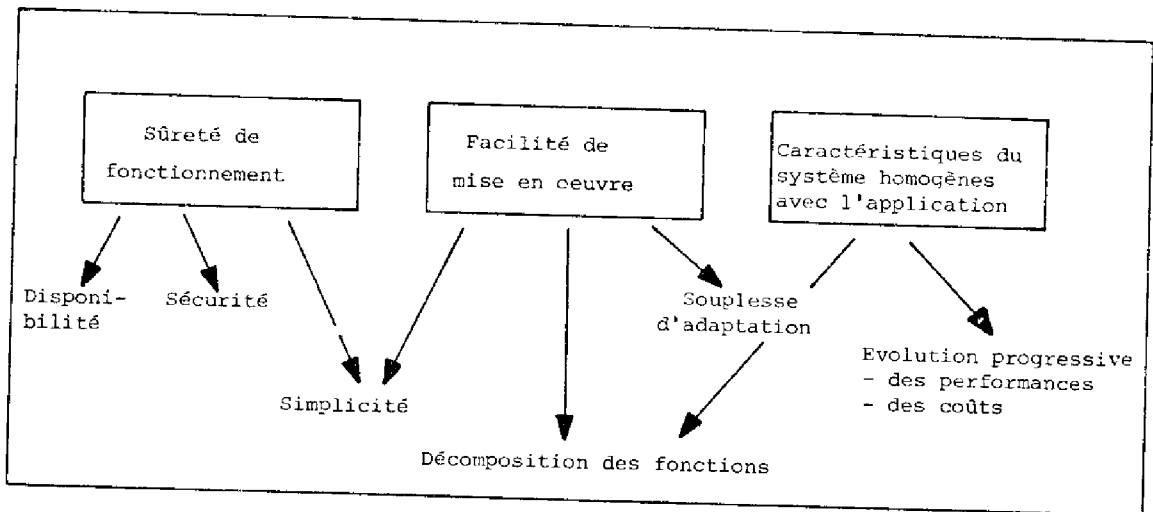 Sûreté de
fonctionnement
Facilité de
mise en oeuvre
Caractéristiques du
système homogènes
avec l'application
Disponi-
bilité
Sécurité
Simplicité
Souplesse
d'adaptation
Evolution progressive
- des performances
- des coûts
Décomposition des fonctions